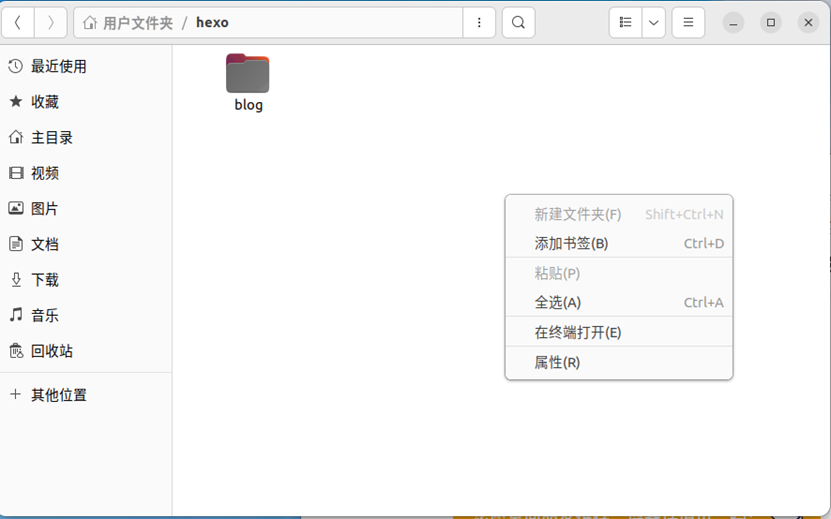 用户文件夹 / hexo
最近使用
收藏
主目录
视频
图片
文档
下载
音乐
回收站
其他位置
blog
新建文件夹(F) Shift+Ctrl+N
添加书签(B) Ctrl+D
粘贴(P)
全选(A) Ctrl+A
在终端打开(E)
属性(R)